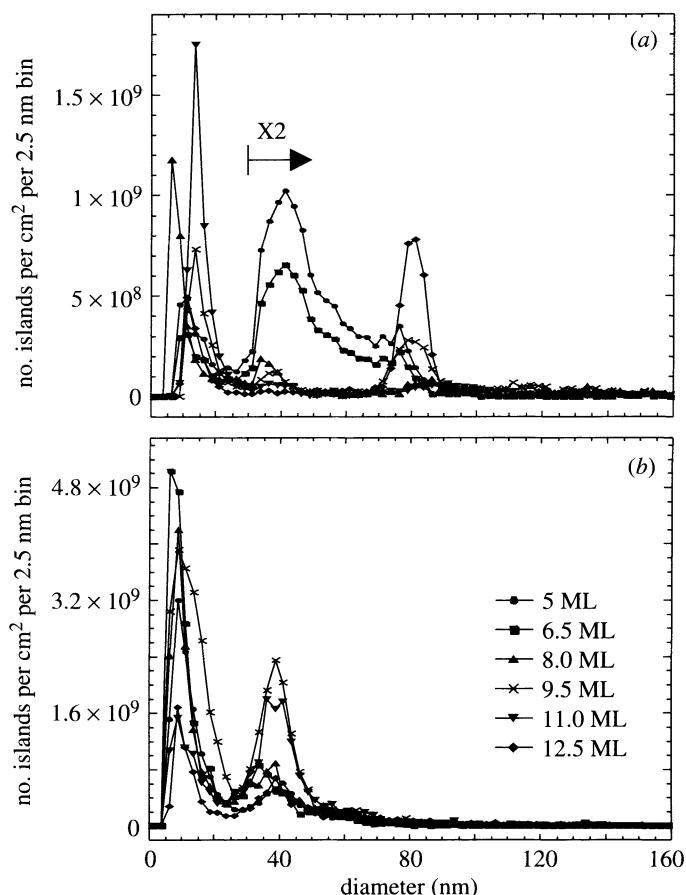 (a)
X2
1.5 × 10⁹
1 × 10⁹
5 × 10⁸
0
no. islands per cm² per 2.5 nm bin
(b)
4.8 × 10⁹
3.2 × 10⁹
1.6 × 10⁹
0
no. islands per cm² per 2.5 nm bin
5 ML
6.5 ML
8.0 ML
9.5 ML
11.0 ML
12.5 ML
0 40 80 120 160
diameter (nm)